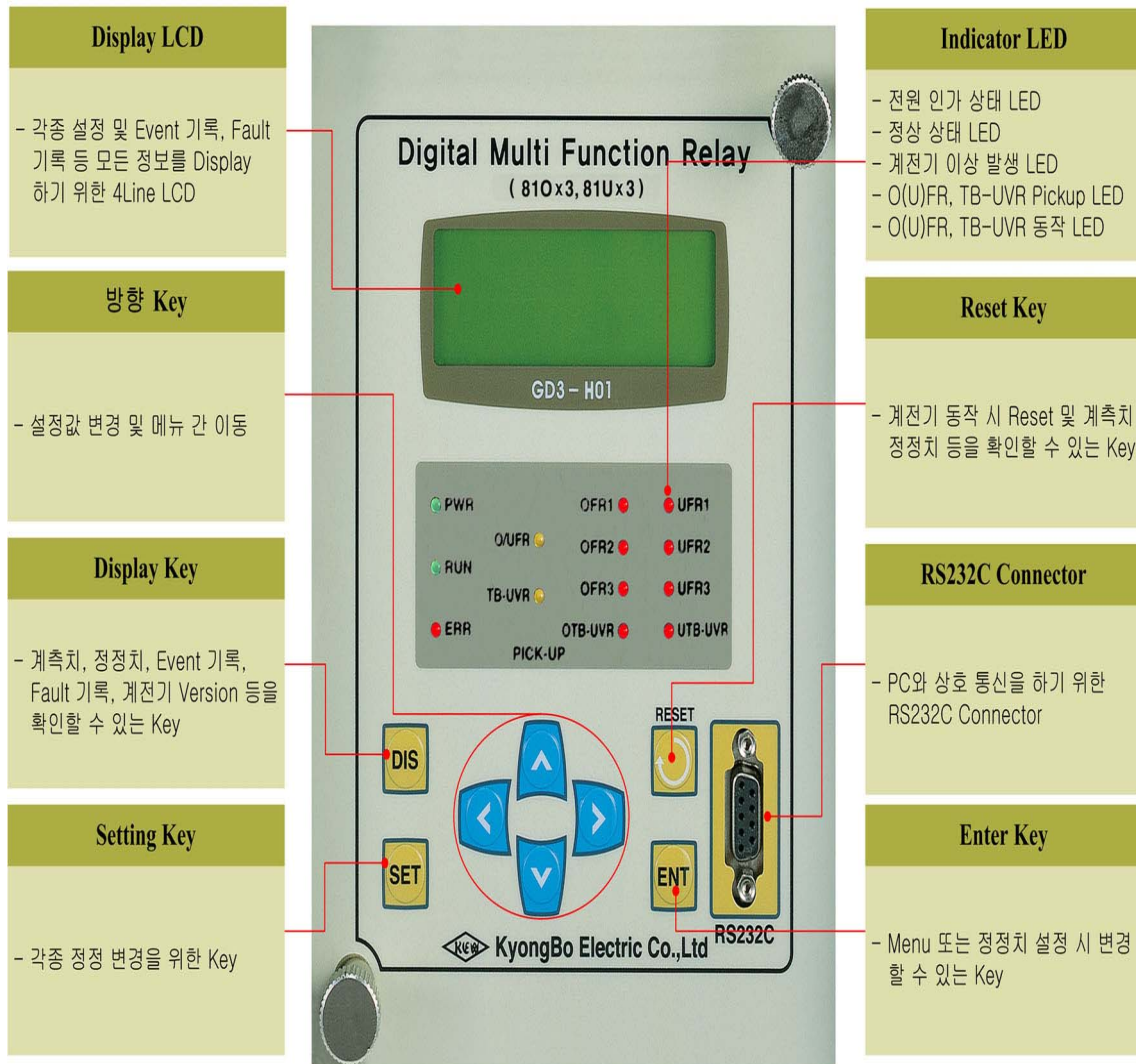 Display LCD
- 각종 설정 및 Event 기록, Fault
기록 등 모든 정보를 Display
하기 위한 4Line LCD
방향 Key
- 설정값 변경 및 메뉴 간 이동
Display Key
- 계측치, 정정치, Event 기록,
Fault 기록, 계전기 Version 등을
확인할 수 있는 Key
Setting Key
- 각종 정정 변경을 위한 Key
Digital Multi Function Relay
( 81O x 3, 81U x 3 )
GD3 - H01
PWR
RUN
ERR
O/UFR
TB-UVR
PICK-UP
OFR1
OFR2
OFR3
OTB-UVR
UFR1
UFR2
UFR3
UTB-UVR
DIS
SET
RESET
ENT
RS232C
KEW KyongBo Electric Co.,Ltd
Indicator LED
- 전원 인가 상태 LED
- 정상 상태 LED
- 계전기 이상 발생 LED
- O(U)FR, TB-UVR Pickup LED
- O(U)FR, TB-UVR 동작 LED
Reset Key
- 계전기 동작 시 Reset 및 계측치
정정치 등을 확인할 수 있는 Key
RS232C Connector
- PC와 상호 통신을 하기 위한
RS232C Connector
Enter Key
- Menu 또는 정정치 설정 시 변경
할 수 있는 Key